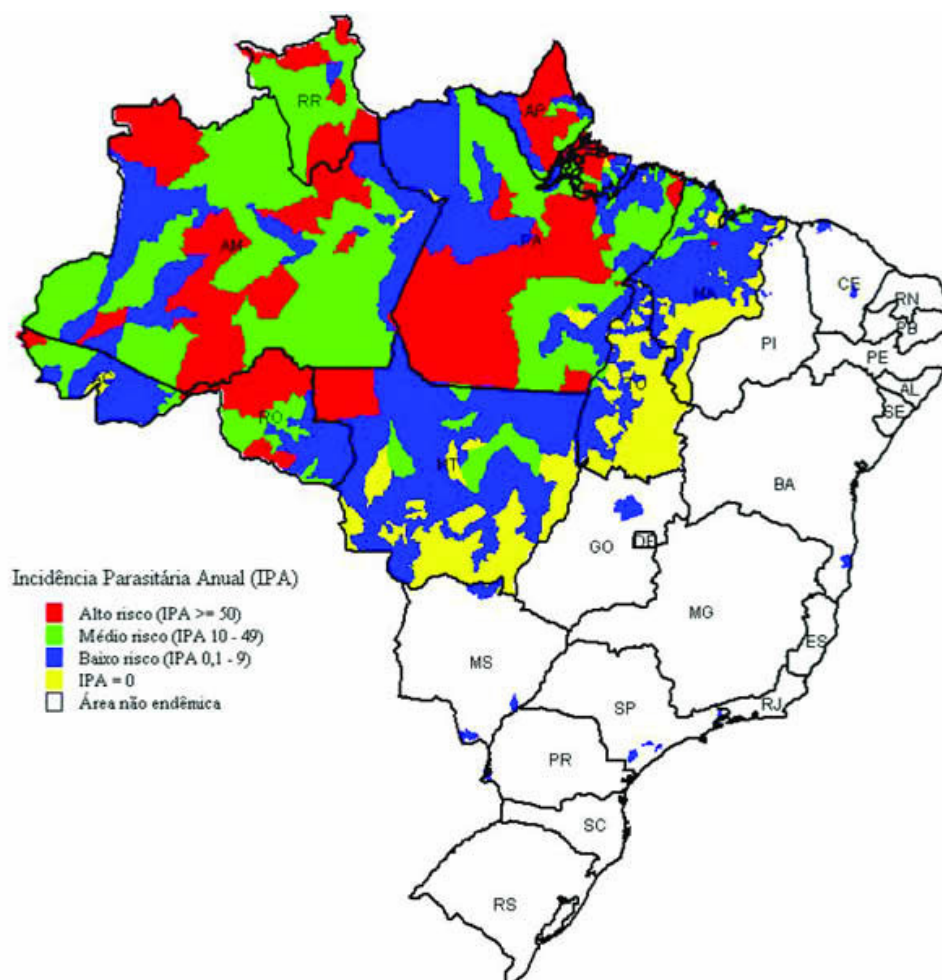 RR
AP
AM
PA
MA
CE
RN
PB
PI
PE
AL
SE
TO
RO
MT
BA
GO
DF
MG
ES
MS
SP
RJ
PR
SC
RS
Incidência Parasitária Anual (IPA)
Alto risco (IPA >= 50)
Médio risco (IPA 10 - 49)
Baixo risco (IPA 0,1 - 9)
IPA = 0
Área não endêmica